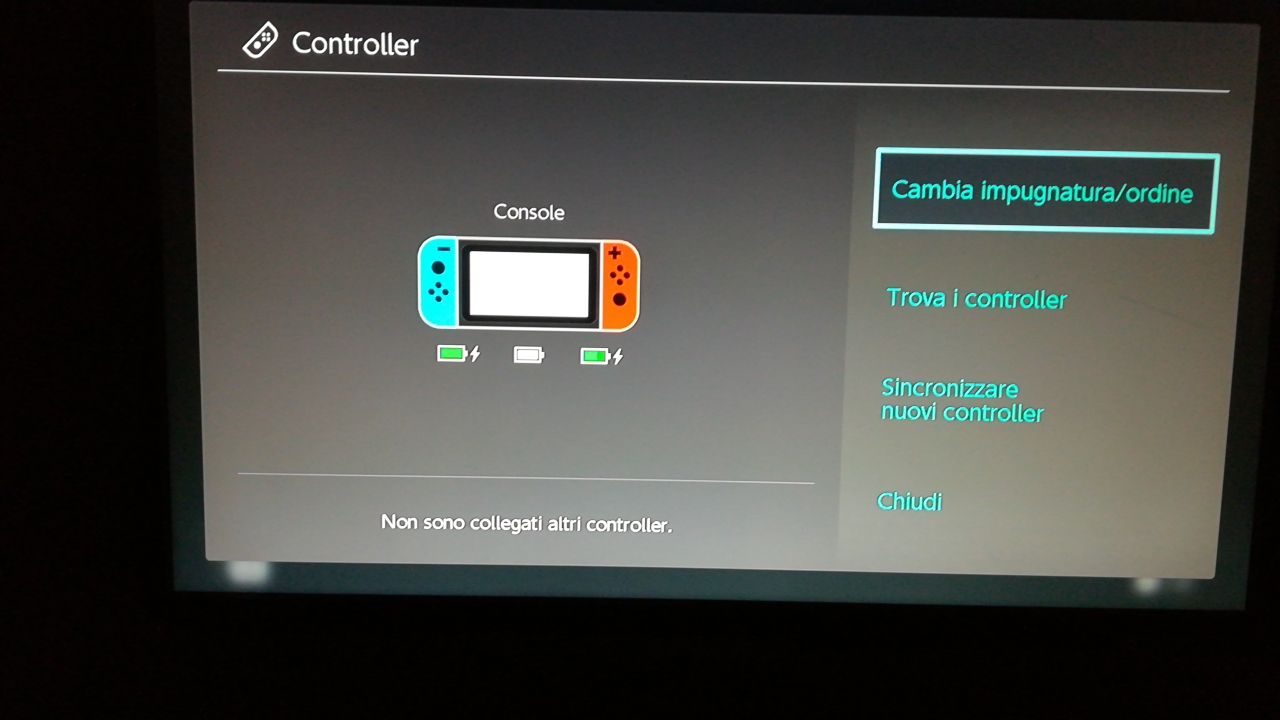 Controller
Console
Non sono collegati altri controller.
Cambia impugnatura/ordine
Trova i controller
Sincronizzare
nuovi controller
Chiudi